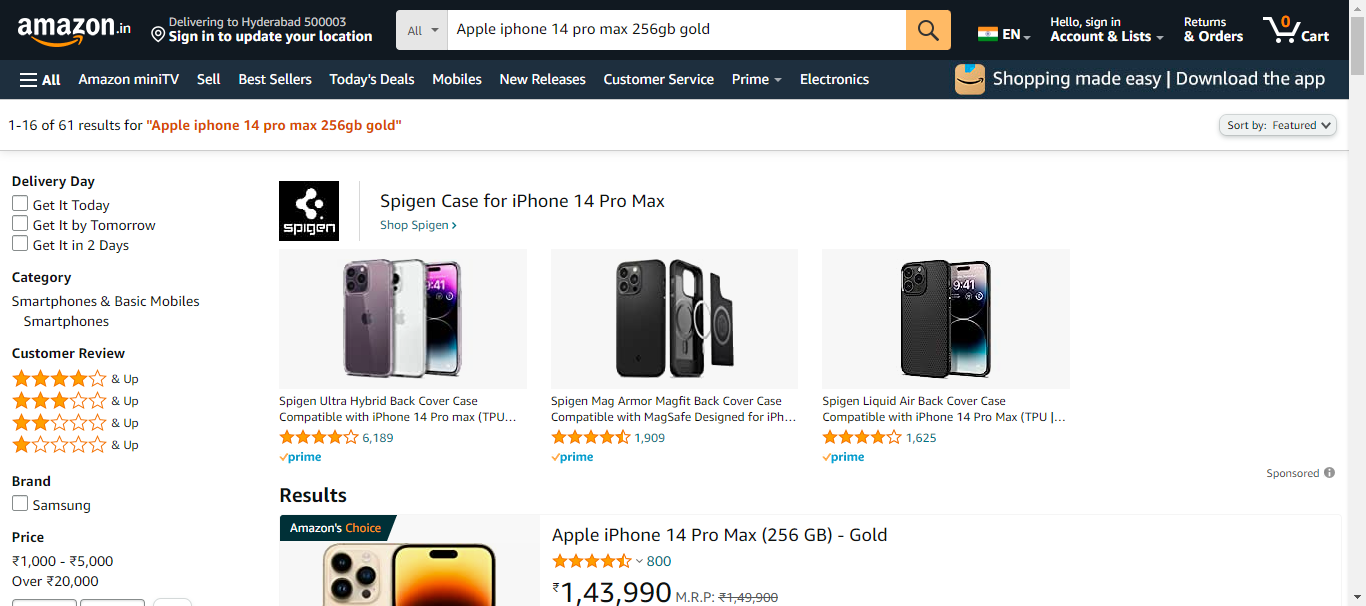 amazon.in
Delivering to Hyderabad 500003
Sign in to update your location
All
Apple iphone 14 pro max 256gb gold
EN
Hello, sign in
Account & Lists
Returns
& Orders
0
Cart
All
Amazon miniTV
Sell
Best Sellers
Today's Deals
Mobiles
New Releases
Customer Service
Prime
Electronics
Shopping made easy | Download the app
1-16 of 61 results for "Apple iphone 14 pro max 256gb gold"
Sort by: Featured
Delivery Day
Get It Today
Get It by Tomorrow
Get It in 2 Days
Category
Smartphones & Basic Mobiles
Smartphones
Customer Review
& Up
& Up
& Up
& Up
Brand
Samsung
Price
₹1,000 - ₹5,000
Over ₹20,000
spigen
Spigen Case for iPhone 14 Pro Max
Shop Spigen ›
9:41
9:41
Spigen Ultra Hybrid Back Cover Case
Compatible with iPhone 14 Pro max (TPU...
6,189
prime
Spigen Mag Armor Magfit Back Cover Case
Compatible with MagSafe Designed for iPh...
1,909
prime
Spigen Liquid Air Back Cover Case
Compatible with iPhone 14 Pro Max (TPU |...
1,625
prime
Sponsored
Results
Amazon's Choice
Apple iPhone 14 Pro Max (256 GB) - Gold
800
₹1,43,990 M.R.P: ₹1,49,900